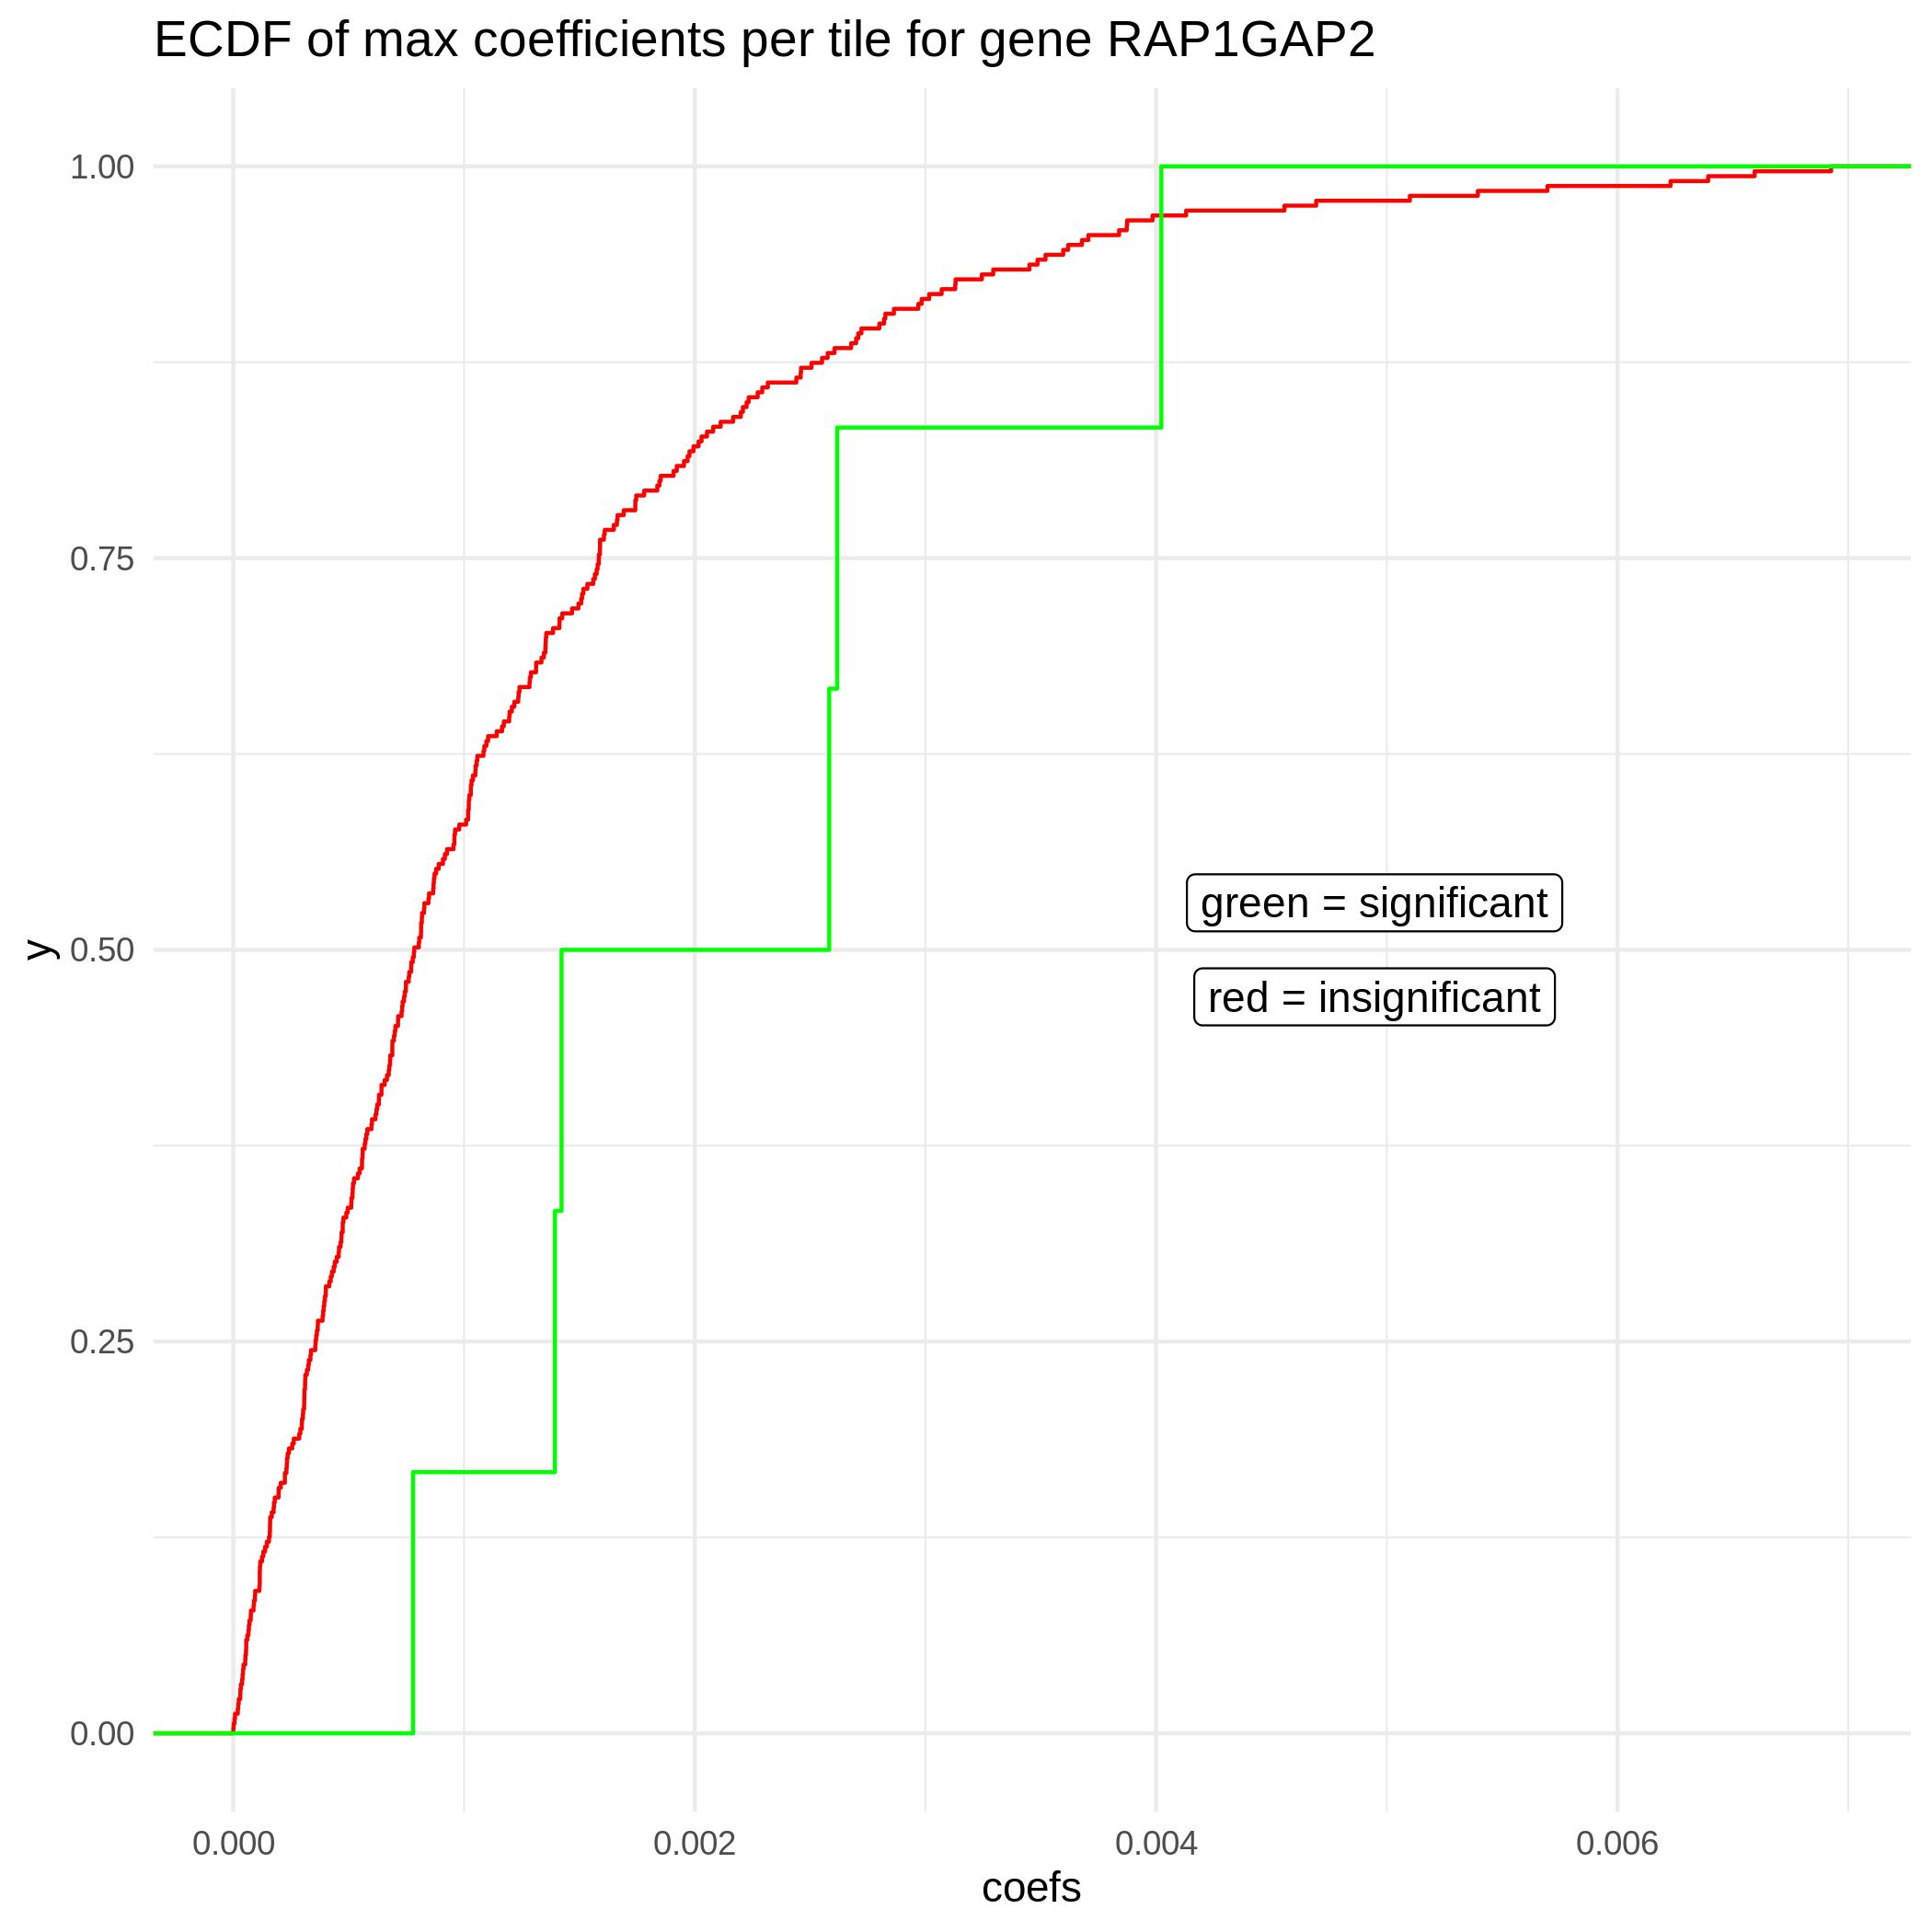 ECDF of max coefficients per tile for gene RAP1GAP2
1.00
0.75
0.50
0.25
0.00
y
green = significant
red = insignificant
0.000 0.002 0.004 0.006
coefs